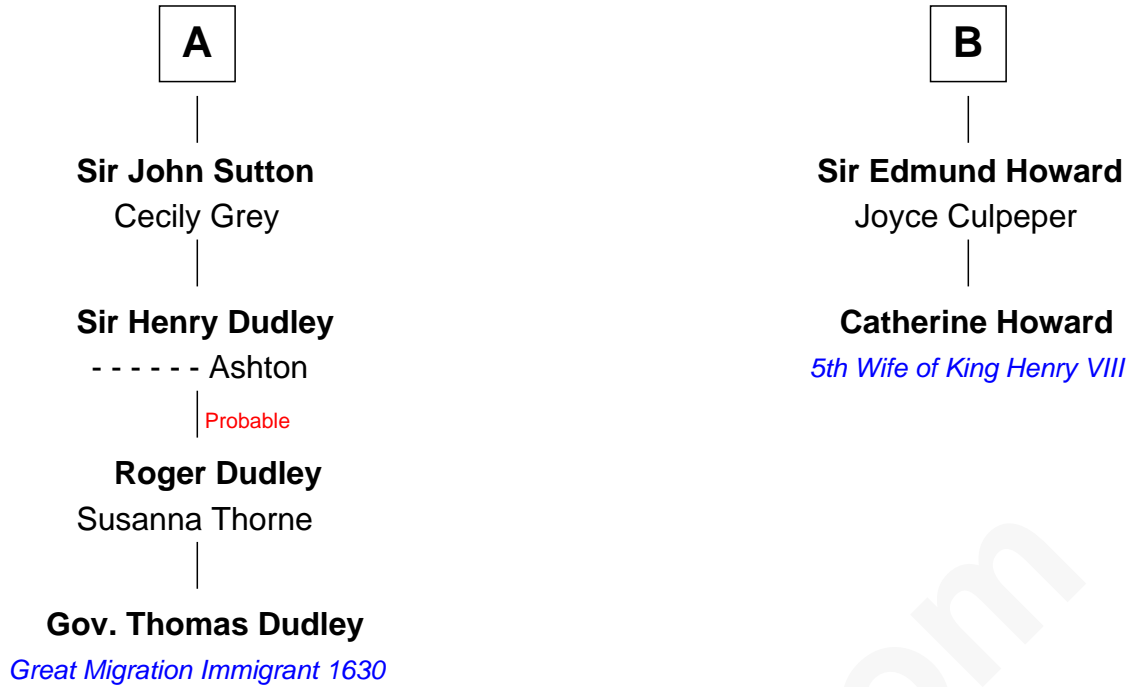 A
Sir John Sutton
Cecily Grey
Sir Henry Dudley
- - - - - - Ashton
Probable
Roger Dudley
Susanna Thorne
Gov. Thomas Dudley
Great Migration Immigrant 1630
B
Sir Edmund Howard
Joyce Culpeper
Catherine Howard
5th Wife of King Henry VIII
om